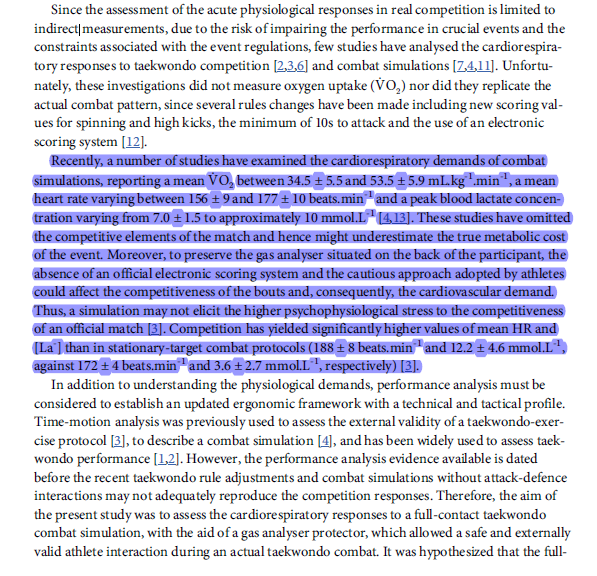 Since the assessment of the acute physiological responses in real competition is limited to
indirect measurements, due to the risk of impairing the performance in crucial events and the
constraints associated with the event regulations, few studies have analysed the cardiorespira-
tory responses to taekwondo competition [2,3,6] and combat simulations [7,4,11]. Unfortu-
nately, these investigations did not measure oxygen uptake (V̇O₂) nor did they replicate the
actual combat pattern, since several rules changes have been made including new scoring val-
ues for spinning and high kicks, the minimum of 10s to attack and the use of an electronic
scoring system [12].
Recently, a number of studies have examined the cardiorespiratory demands of combat
simulations, reporting a mean V̇O₂ between 34.5 ± 5.5 and 53.5 ± 5.9 mL.kg⁻¹.min⁻¹, a mean
heart rate varying between 156 ± 9 and 177 ± 10 beats.min⁻¹ and a peak blood lactate concen-
tration varying from 7.0 ± 1.5 to approximately 10 mmol.L⁻¹ [4,13]. These studies have omitted
the competitive elements of the match and hence might underestimate the true metabolic cost
of the event. Moreover, to preserve the gas analyser situated on the back of the participant, the
absence of an official electronic scoring system and the cautious approach adopted by athletes
could affect the competitiveness of the bouts and, consequently, the cardiovascular demand.
Thus, a simulation may not elicit the higher psychophysiological stress to the competitiveness
of an official match [3]. Competition has yielded significantly higher values of mean HR and
[La⁻] than in stationary-target combat protocols (188 ± 8 beats.min⁻¹ and 12.2 ± 4.6 mmol.L⁻¹,
against 172 ± 4 beats.min⁻¹ and 3.6 ± 2.7 mmol.L⁻¹, respectively) [3].
In addition to understanding the physiological demands, performance analysis must be
considered to establish an updated ergonomic framework with a technical and tactical profile.
Time-motion analysis was previously used to assess the external validity of a taekwondo-exer-
cise protocol [3], to describe a combat simulation [4], and has been widely used to assess taek-
wondo performance [1,2]. However, the performance analysis evidence available is dated
before the recent taekwondo rule adjustments and combat simulations without attack-defence
interactions may not adequately reproduce the competition responses. Therefore, the aim of
the present study was to assess the cardiorespiratory responses to a full-contact taekwondo
combat simulation, with the aid of a gas analyser protector, which allowed a safe and externally
valid athlete interaction during an actual taekwondo combat. It was hypothesized that the full-